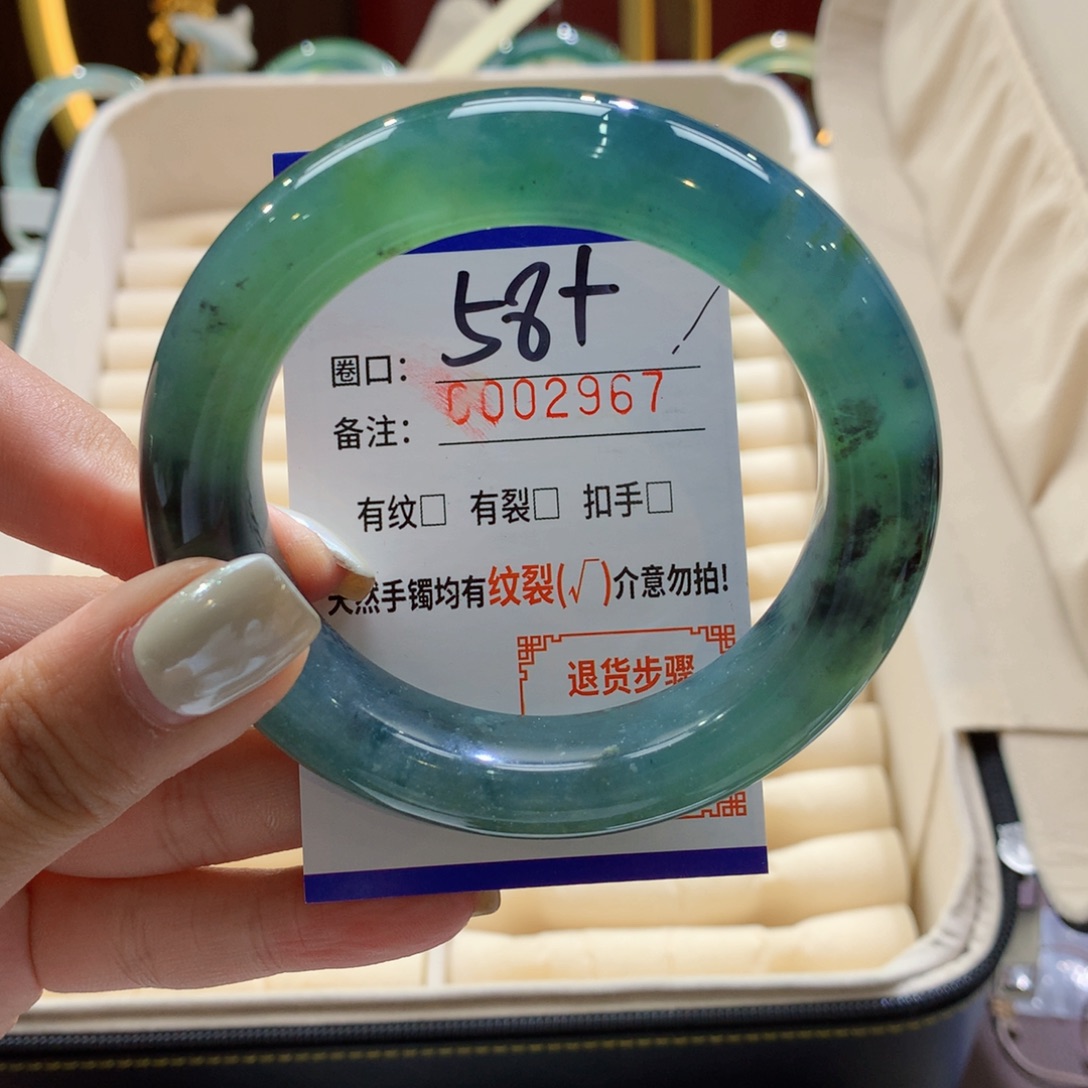 圈口: 58+
备注: 0002967
有纹□ 有裂□ 扣手□
天然手镯均有纹裂(√)介意勿拍!
退货步骤